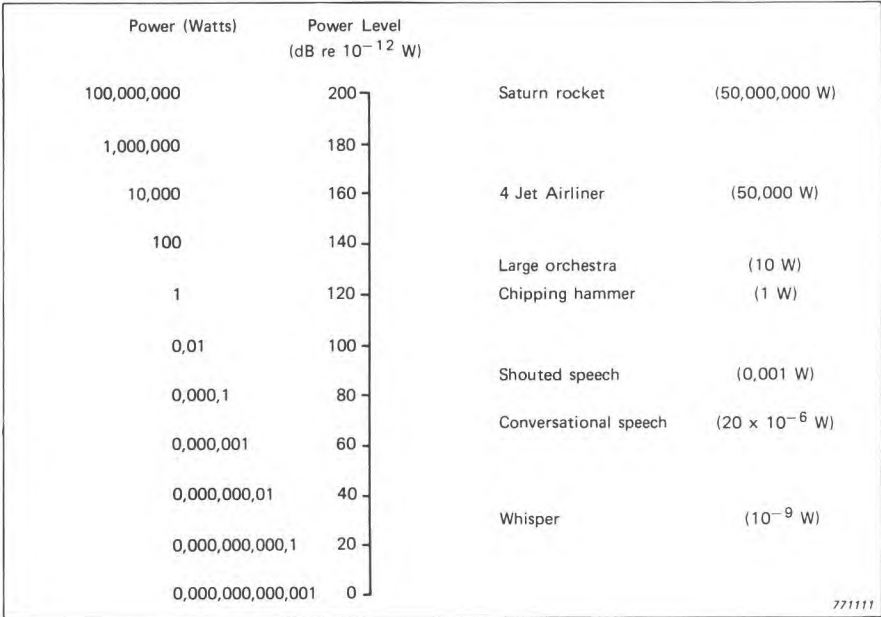 Power (Watts) Power Level
(dB re 10⁻¹² W)
100,000,000 200 Saturn rocket (50,000,000 W)
1,000,000 180
10,000 160 4 Jet Airliner (50,000 W)
100 140
Large orchestra (10 W)
1 120 Chipping hammer (1 W)
0,01 100
Shouted speech (0,001 W)
0,000,1 80
Conversational speech (20 x 10⁻⁶ W)
0,000,001 60
0,000,000,01 40
Whisper (10⁻⁹ W)
0,000,000,000,1 20
0,000,000,000,001 0
771111